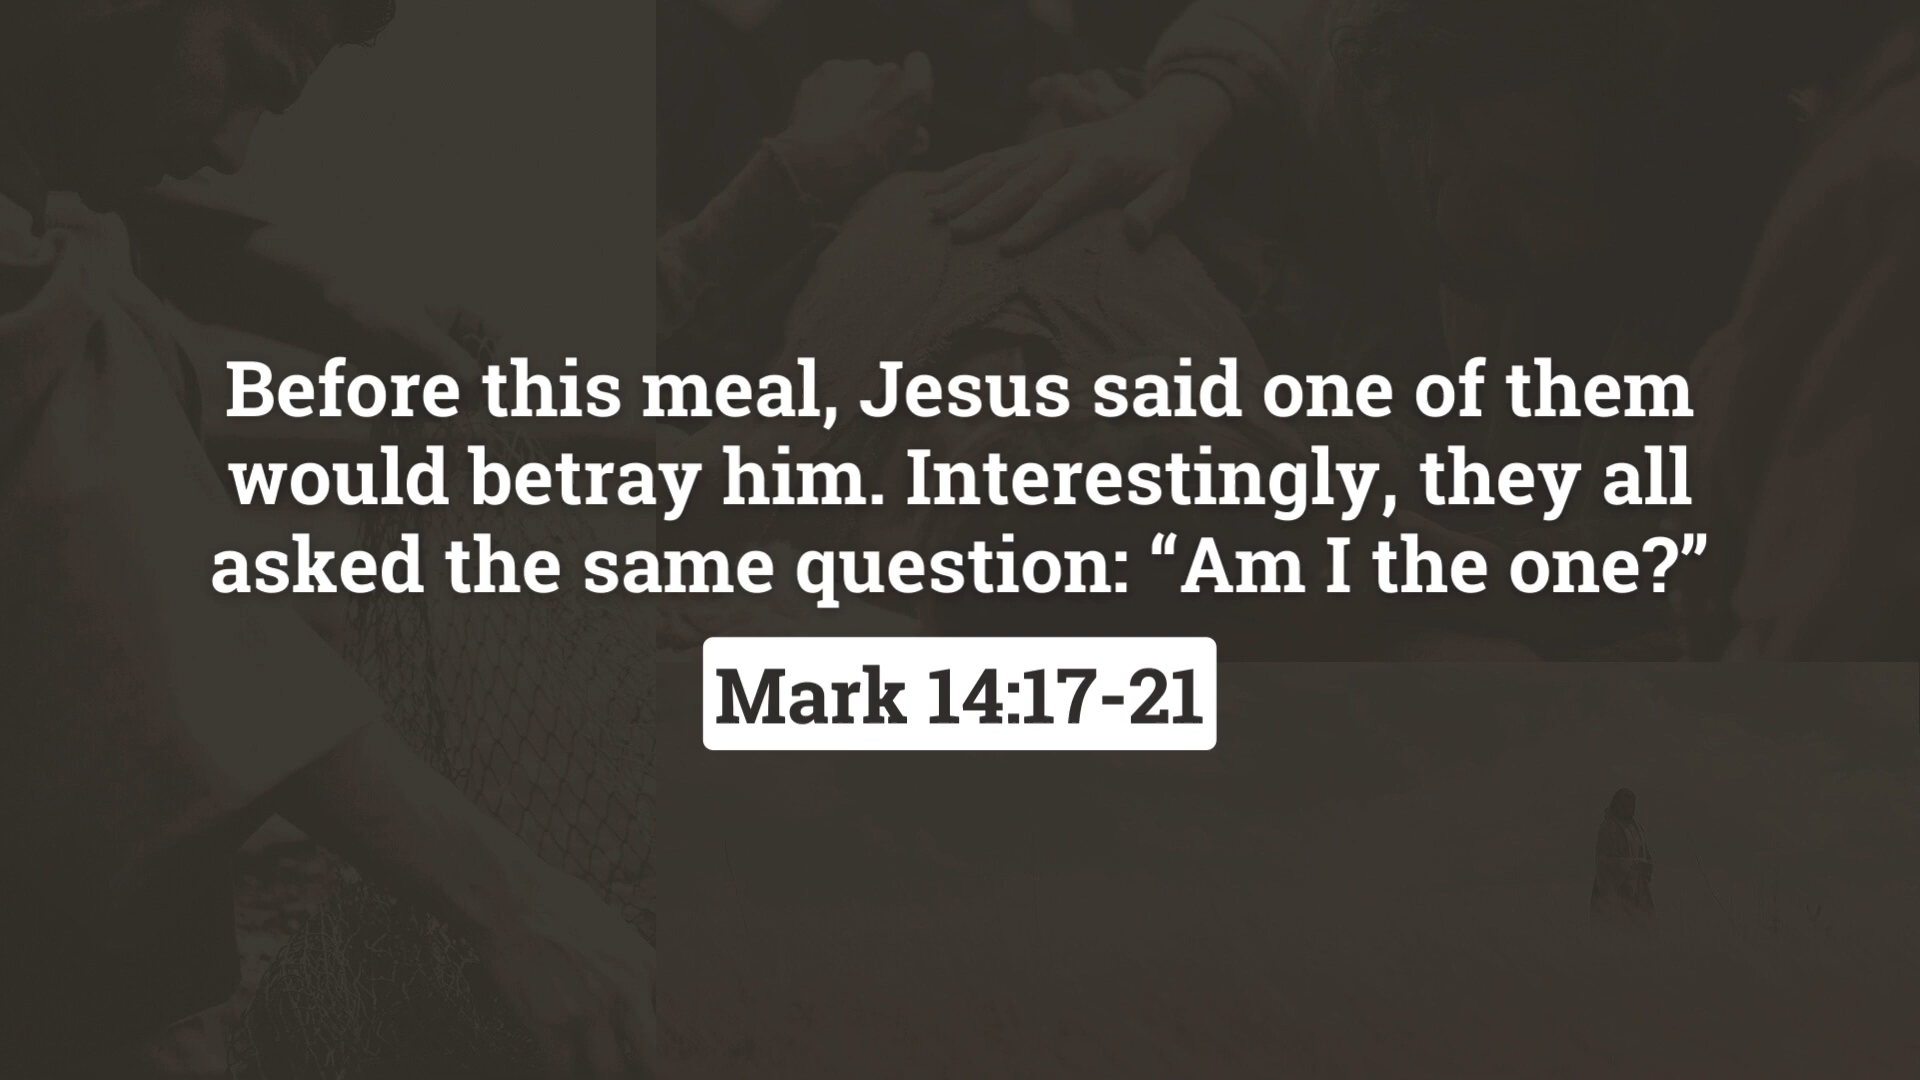 Before this meal, Jesus said one of them
would betray him. Interestingly, they all
asked the same question: “Am I the one?”
Mark 14:17-21